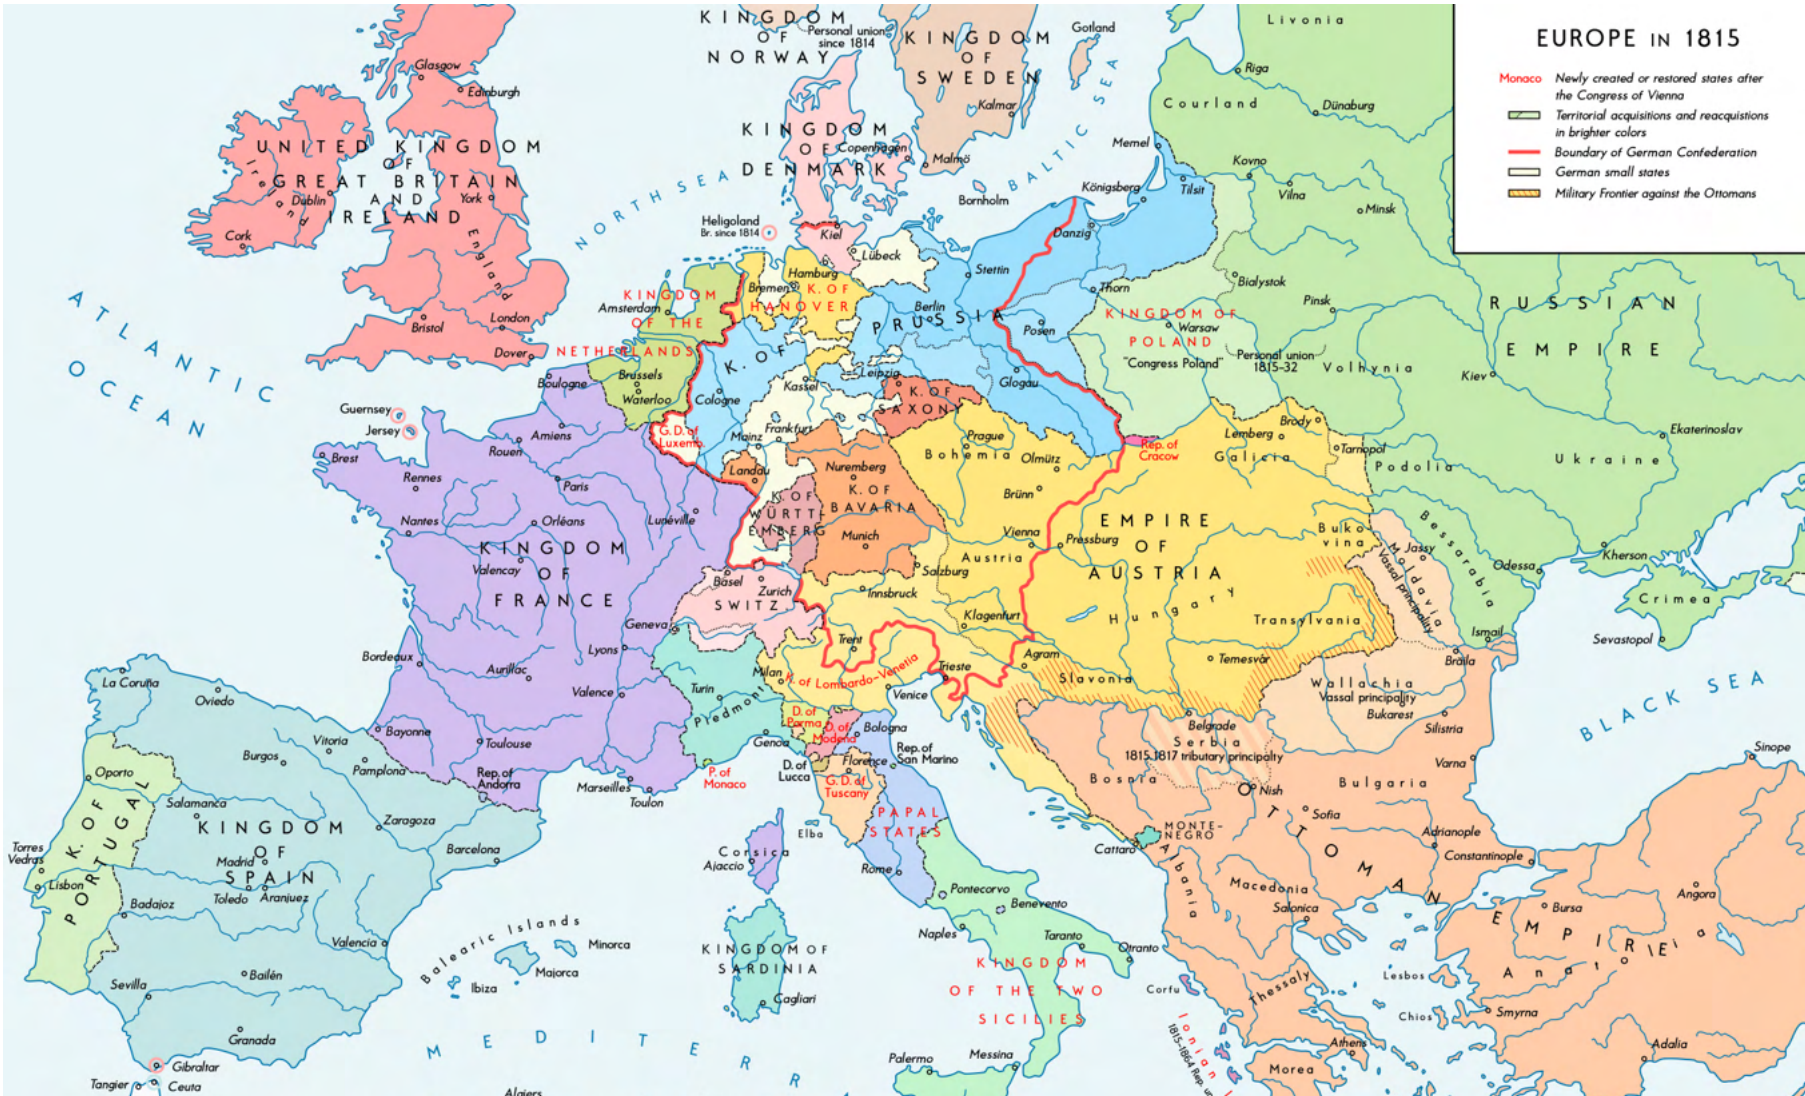 EUROPE IN 1815
Monaco
Newly created or restored states after
the Congress of Vienna
Territorial acquisitions and reacquistions
in brighter colors
Boundary of German Confederation
German small states
Military Frontier against the Ottomans
KINGDOM
OF
NORWAY
Personal union
since 1814
KINGDOM
OF
SWEDEN
Gotland
Kalmar
Malmö
Livonia
Riga
Courland
Dünaburg
Memel
Kovno
Tilsit
Vilna
Minsk
Königsberg
BALTIC SEA
Bornholm
Glasgow
Edinburgh
UNITED KINGDOM
OF
GREAT BRITAIN
AND
IRELAND
Ireland
Dublin
York
Cork
England
Bristol
London
Dover
NORTH SEA
KINGDOM
OF
DENMARK
Copenhagen
Heligoland
Br. since 1814
Kiel
Lübeck
Hamburg
Bremen
K. OF
HANOVER
Stettin
Danzig
Thorn
Bialystok
Pinsk
RUSSIAN
EMPIRE
KINGDOM
OF THE
NETHERLANDS
Amsterdam
Brussels
Waterloo
Berlin
K. OF PRUSSIA
Posen
KINGDOM OF
POLAND
Warsaw
"Congress Poland"
Personal union
1815-32
Volhynia
Kiev
ATLANTIC
OCEAN
Boulogne
Guernsey
Jersey
Cologne
Kassel
Leipzig
K. OF
SAXONY
Glogau
G.D. of
Luxemb.
Mainz
Frankfurt
Landau
Amiens
Rouen
Brest
Rennes
Paris
Nantes
Orléans
Lunéville
KINGDOM
OF
FRANCE
Valencay
Prague
Bohemia
Olmütz
Brünn
Rep. of
Cracow
Lemberg
Brody
Galicia
Tarnopol
Podolia
Ukraine
Ekaterinoslav
Nuremberg
K. OF
BAVARIA
Munich
K. OF
WÜRTT-
EMBERG
Vienna
Pressburg
Austria
Salzburg
EMPIRE
OF
AUSTRIA
Hungary
Buko-
vina
Bessarabia
Jassy
Moldavia
Vassal principality
Odessa
Kherson
Crimea
Sevastopol
Ismail
Braila
Basel
Zurich
SWITZ.
Geneva
Innsbruck
Klagenfurt
Transylvania
Temesvár
Agram
Slavonia
Trent
Trieste
Venice
Milan
K. of Lombardo-Venetia
Wallachia
Vassal principality
Bukarest
Silistria
BLACK SEA
Sinope
Lyons
Bordeaux
Aurillac
Valence
Turin
Piedmont
Genoa
D. of
Parma
D. of
Modena
Bologna
Rep. of
San Marino
D. of
Lucca
Florence
G.D. of
Tuscany
P. of
Monaco
Bayonne
Toulouse
Rep. of
Andorra
Marseilles
Toulon
La Coruña
Oviedo
Vitoria
Burgos
Pamplona
Oporto
K. OF
PORTUGAL
Torres
Vedras
Lisbon
Salamanca
KINGDOM
OF
SPAIN
Madrid
Toledo
Aranjuez
Zaragoza
Barcelona
Badajoz
Valencia
Sevilla
Bailén
Granada
Gibraltar
Tangier
Ceuta
Balearic Islands
Minorca
Majorca
Ibiza
Elba
Corsica
Ajaccio
KINGDOM OF
SARDINIA
Cagliari
PAPAL
STATES
Rome
Pontecorvo
Benevento
Naples
Taranto
Otranto
KINGDOM
OF THE TWO
SICILIES
Palermo
Messina
Algiers
MEDITERR
Belgrade
Serbia
1815.1817 tributary principality
Bosnia
Nish
Bulgaria
Varna
Sofia
MONTE-
NEGRO
Cattaro
Albania
OTTOMAN
EMPIRE
Adrianople
Constantinople
Macedonia
Salonica
Bursa
Angora
Anatolia
Lesbos
Chios
Smyrna
Adalia
Thessaly
Corfu
Ionian I
1815-1864 Rep. un
Athens
Morea